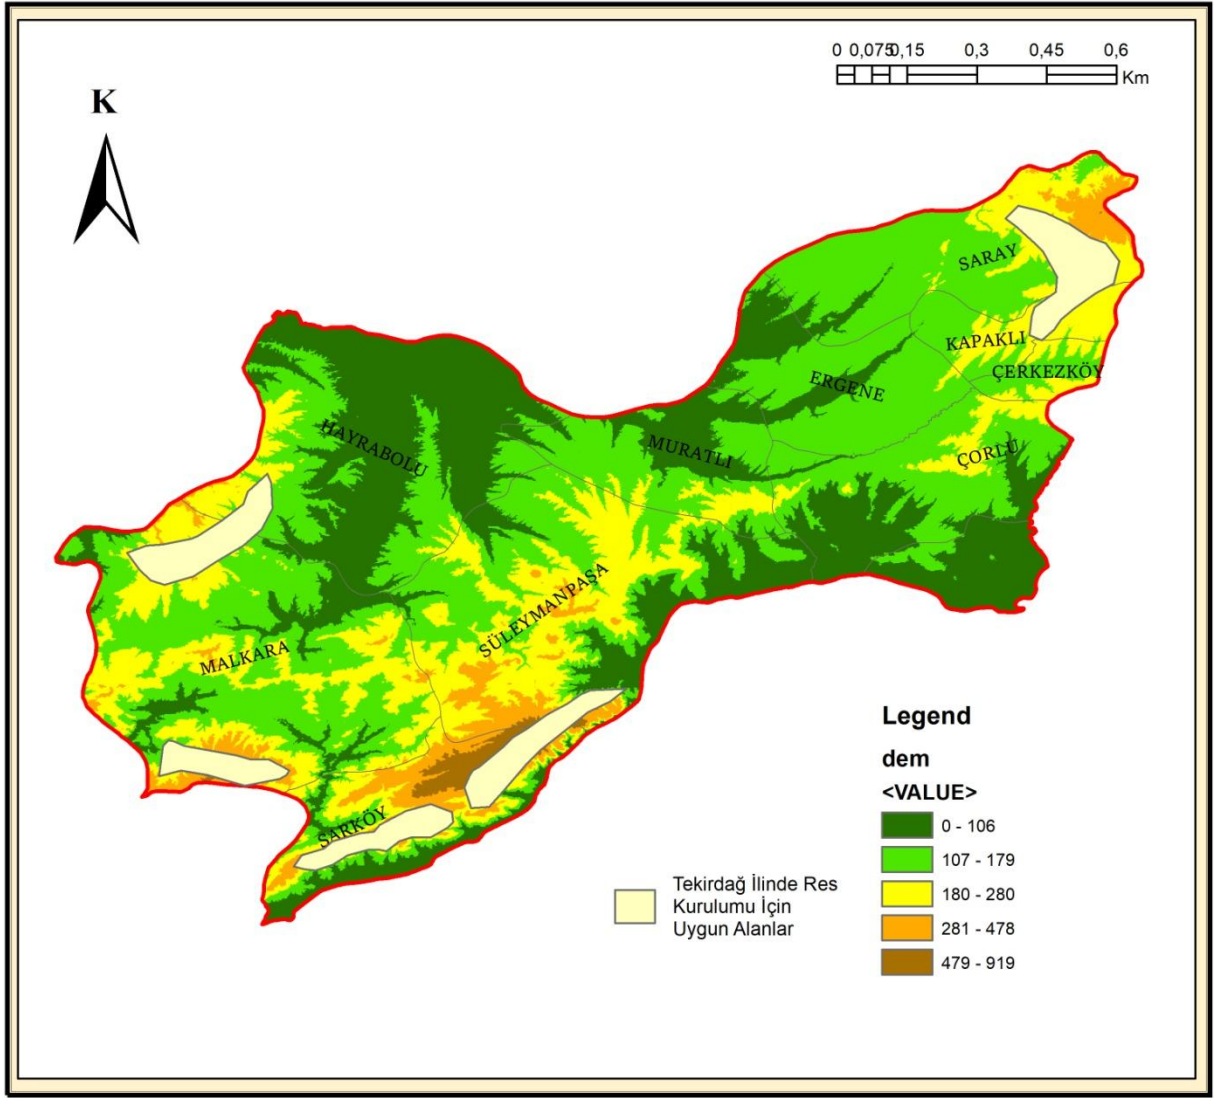 0 0,075 0,15 0,3 0,45 0,6
Km
K
SARAY
KAPAKLI
ÇERKEZKÖY
ERGENE
ÇORLU
MURATLI
HAYRABOLU
SÜLEYMANPAŞA
MALKARA
ŞARKÖY
Legend
dem
<VALUE>
0 - 106
107 - 179
180 - 280
281 - 478
479 - 919
Tekirdağ İlinde Res
Kurulumu İçin
Uygun Alanlar